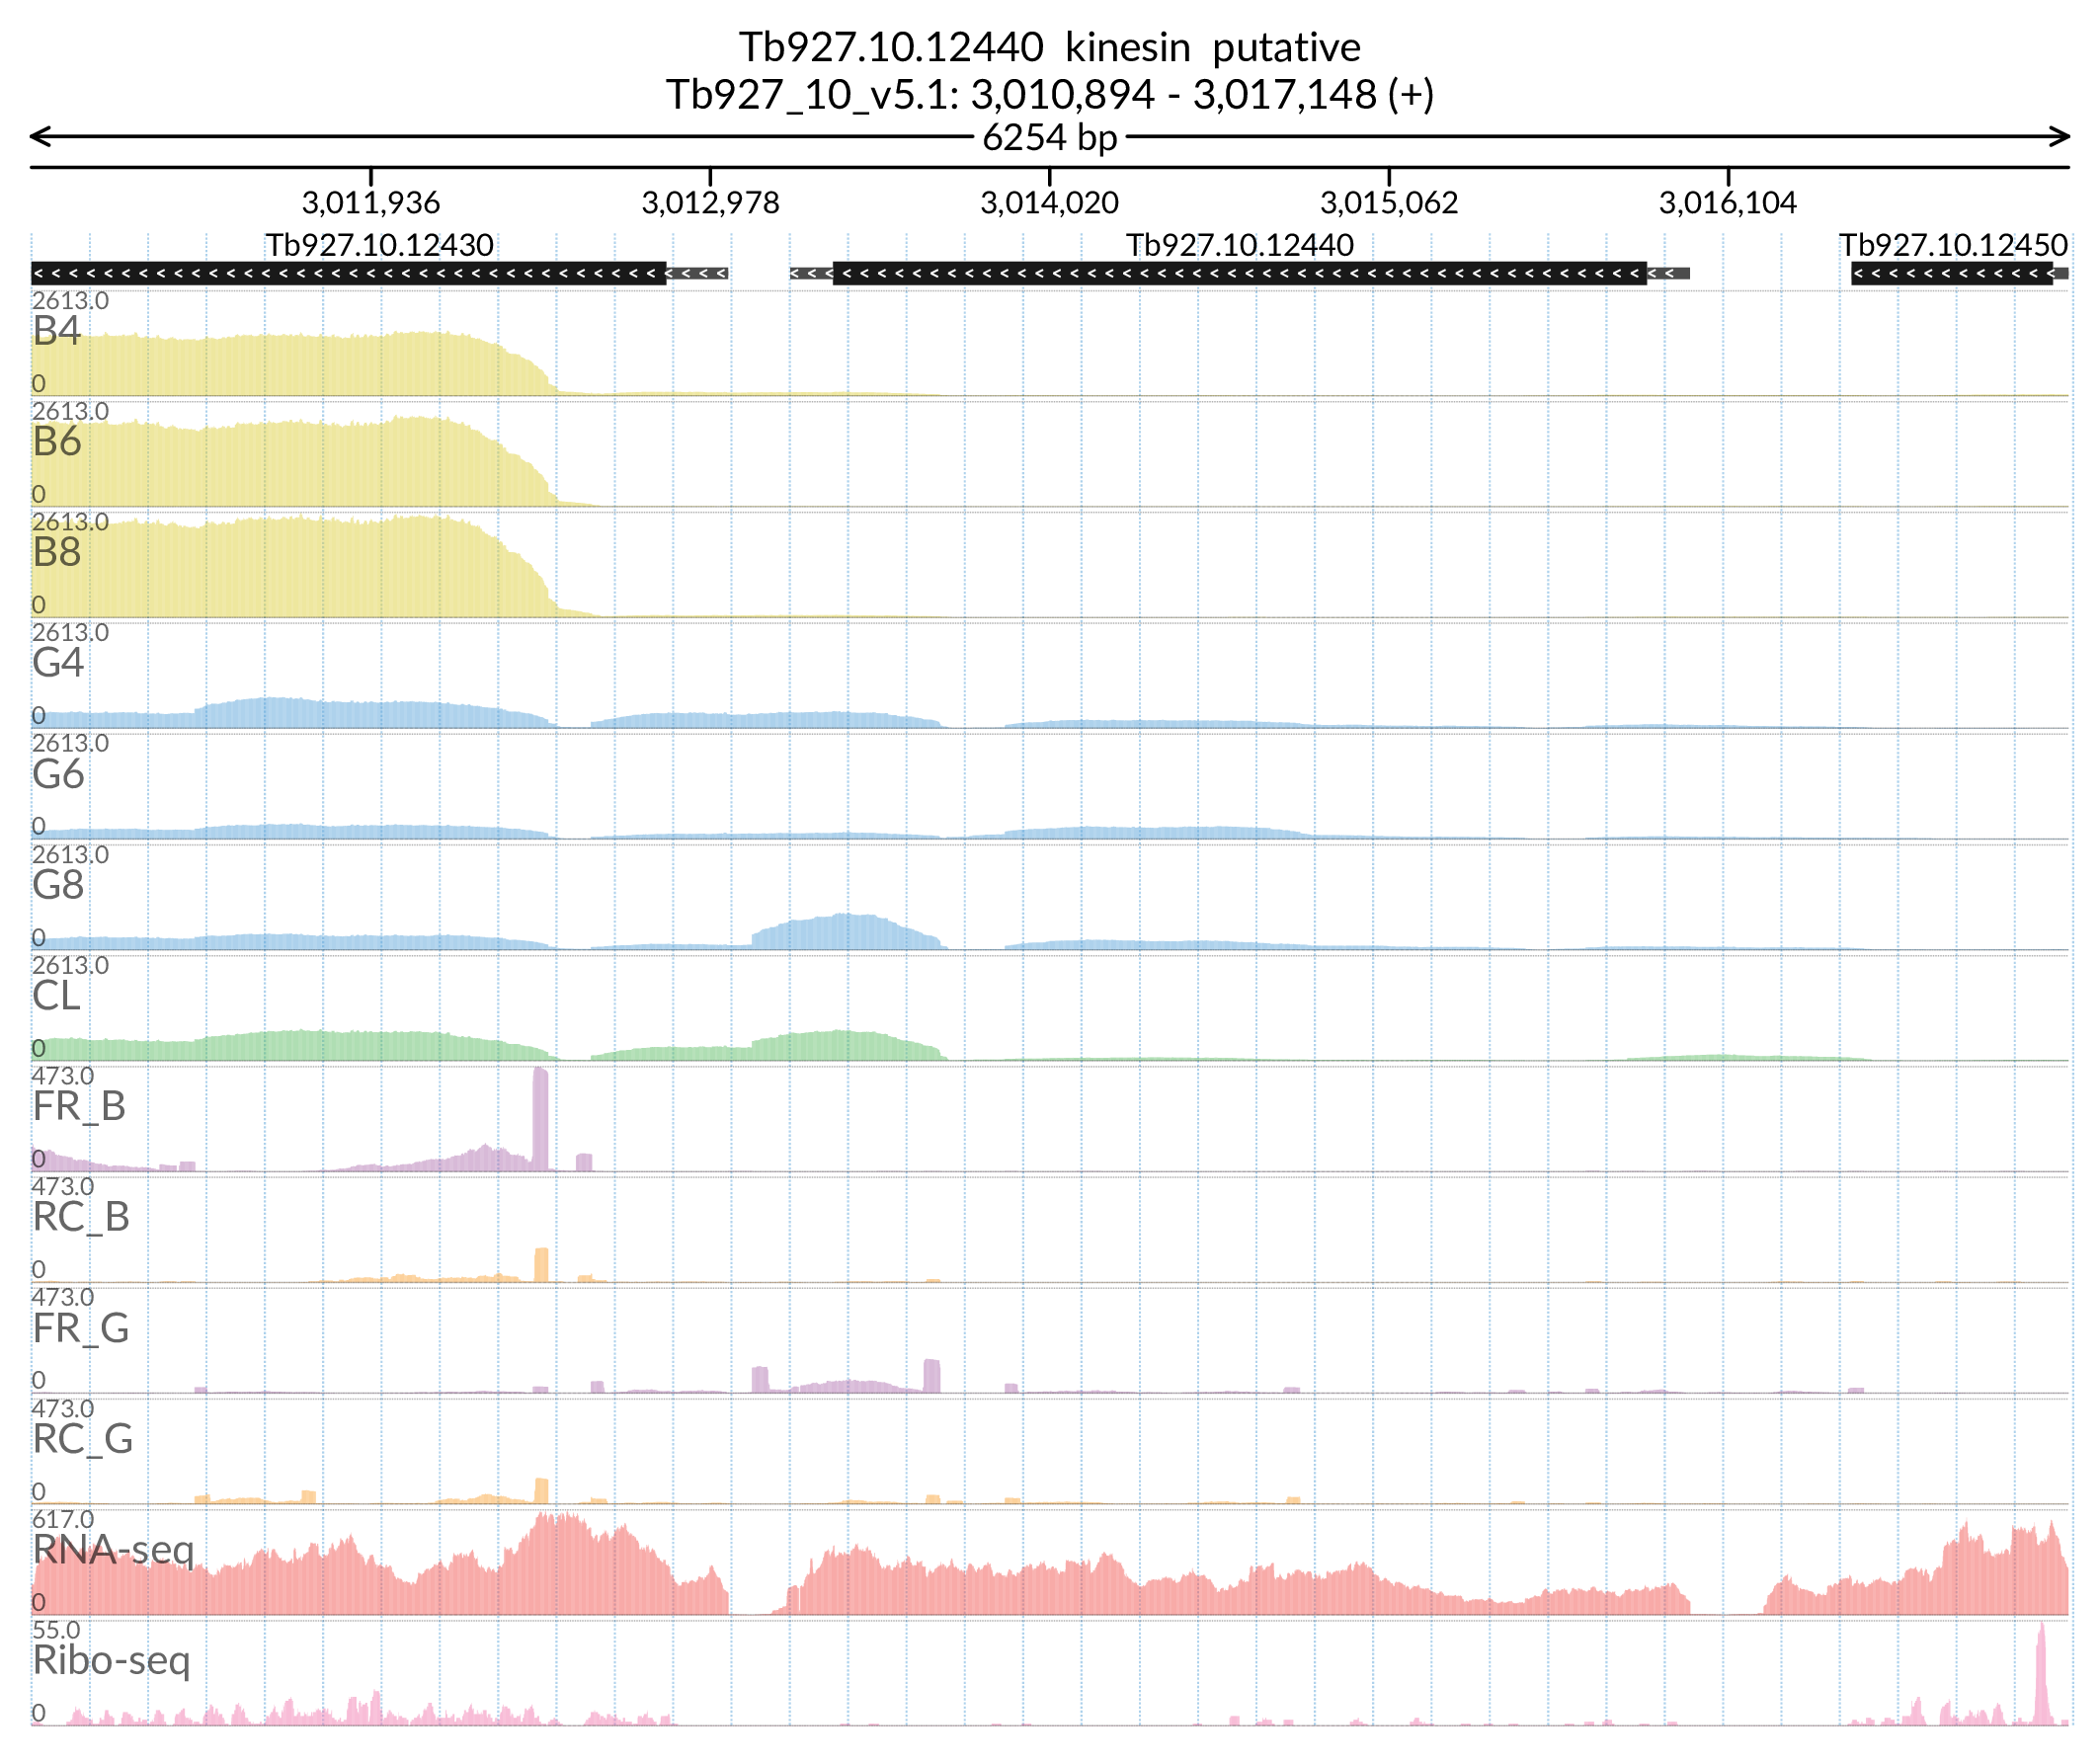 Tb927.10.12440 kinesin putative
Tb927_10_v5.1: 3,010,894 - 3,017,148 (+)
6254 bp
3,011,936 3,012,978 3,014,020 3,015,062 3,016,104
Tb927.10.12430 Tb927.10.12440 Tb927.10.12450
2613.0
B4
0
2613.0
B6
0
2613.0
B8
0
2613.0
G4
0
2613.0
G6
0
2613.0
G8
0
2613.0
CL
0
473.0
FR_B
0
473.0
RC_B
0
473.0
FR_G
0
473.0
RC_G
0
617.0
RNA-seq
0
55.0
Ribo-seq
0